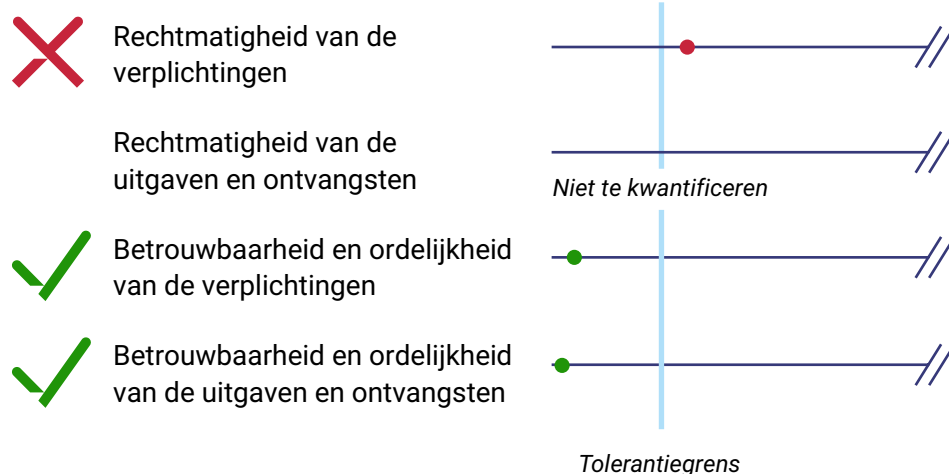 Rechtmatigheid van de
verplichtingen
Rechtmatigheid van de
uitgaven en ontvangsten
Niet te kwantificeren
Betrouwbaarheid en ordelijkheid
van de verplichtingen
Betrouwbaarheid en ordelijkheid
van de uitgaven en ontvangsten
Tolerantiegrens